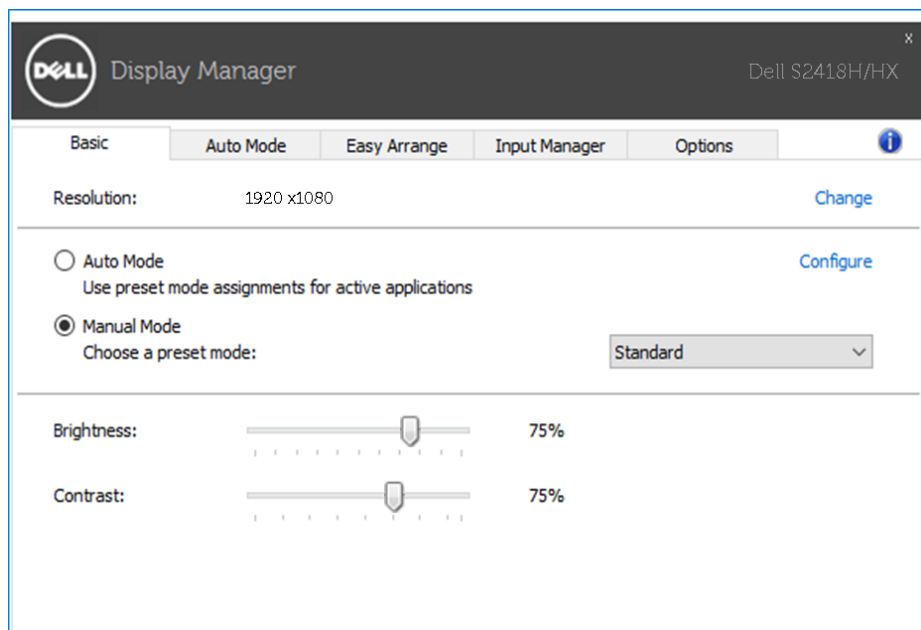 DELL Display Manager
x
Dell S2418H/HX
Basic Auto Mode Easy Arrange Input Manager Options i
Resolution: 1920 x1080 Change
Auto Mode Configure
Use preset mode assignments for active applications
Manual Mode
Choose a preset mode: Standard
Brightness: 75%
Contrast: 75%